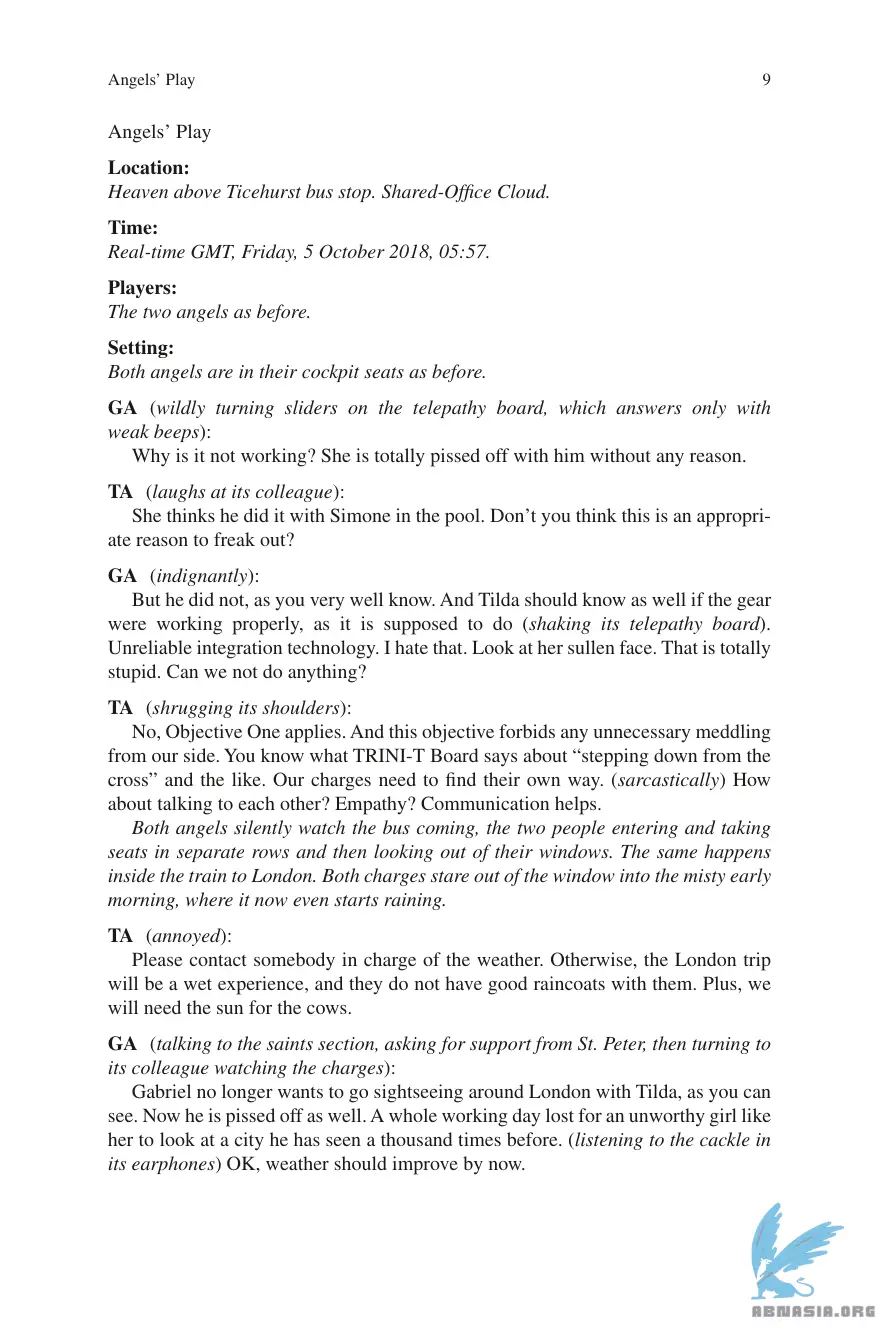 Angels’ Play 9
Angels’ Play
Location:
Heaven above Ticehurst bus stop. Shared-Office Cloud.
Time:
Real-time GMT, Friday, 5 October 2018, 05:57.
Players:
The two angels as before.
Setting:
Both angels are in their cockpit seats as before.
GA (wildly turning sliders on the telepathy board, which answers only with
weak beeps):
Why is it not working? She is totally pissed off with him without any reason.
TA (laughs at its colleague):
She thinks he did it with Simone in the pool. Don’t you think this is an appropri-
ate reason to freak out?
GA (indignantly):
But he did not, as you very well know. And Tilda should know as well if the gear
were working properly, as it is supposed to do (shaking its telepathy board).
Unreliable integration technology. I hate that. Look at her sullen face. That is totally
stupid. Can we not do anything?
TA (shrugging its shoulders):
No, Objective One applies. And this objective forbids any unnecessary meddling
from our side. You know what TRINI-T Board says about “stepping down from the
cross” and the like. Our charges need to find their own way. (sarcastically) How
about talking to each other? Empathy? Communication helps.
Both angels silently watch the bus coming, the two people entering and taking
seats in separate rows and then looking out of their windows. The same happens
inside the train to London. Both charges stare out of the window into the misty early
morning, where it now even starts raining.
TA (annoyed):
Please contact somebody in charge of the weather. Otherwise, the London trip
will be a wet experience, and they do not have good raincoats with them. Plus, we
will need the sun for the cows.
GA (talking to the saints section, asking for support from St. Peter, then turning to
its colleague watching the charges):
Gabriel no longer wants to go sightseeing around London with Tilda, as you can
see. Now he is pissed off as well. A whole working day lost for an unworthy girl like
her to look at a city he has seen a thousand times before. (listening to the cackle in
its earphones) OK, weather should improve by now.
ABNASIA.ORG